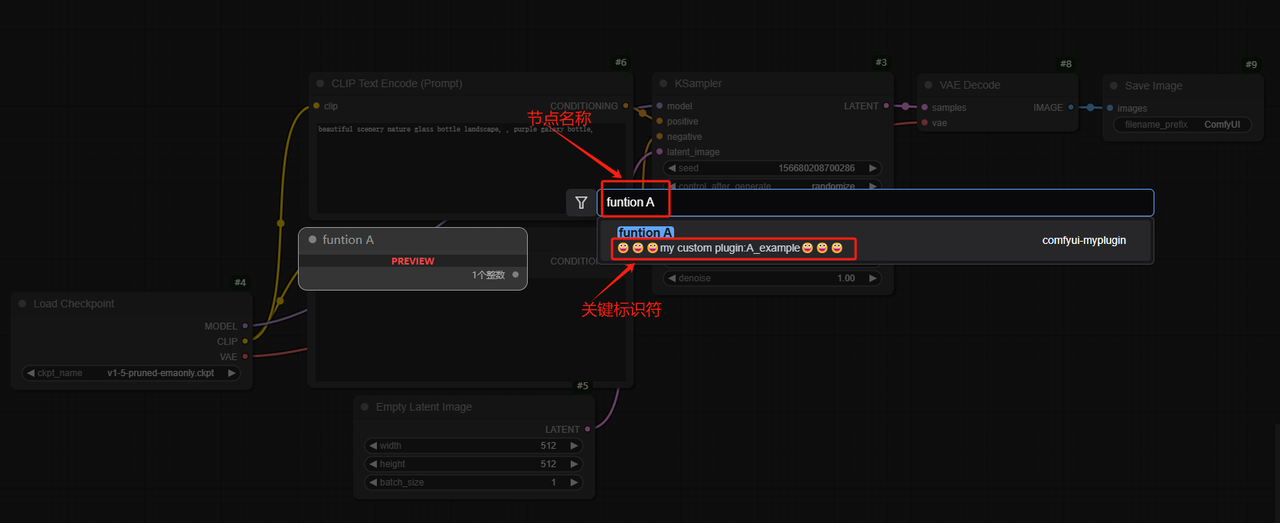 #6
CLIP Text Encode (Prompt)
clip
CONDITIONING
beautiful scenery nature glass bottle landscape, , purple galaxy bottle,
#3
KSampler
model
LATENT
positive
negative
latent_image
seed 156680208700286
control_after_generate randomize
denoise 1.00
#8
VAE Decode
samples
IMAGE
vae
#9
Save Image
images
filename_prefix ComfyUI
节点名称
funtion A
funtion A
😛😛😛my custom plugin:A_example😛😛😛
comfyui-myplugin
关键标识符
funtion A
PREVIEW
1个整数
#4
Load Checkpoint
MODEL
CLIP
VAE
ckpt_name v1-5-pruned-emaonly.ckpt
#5
Empty Latent Image
LATENT
width 512
height 512
batch_size 1